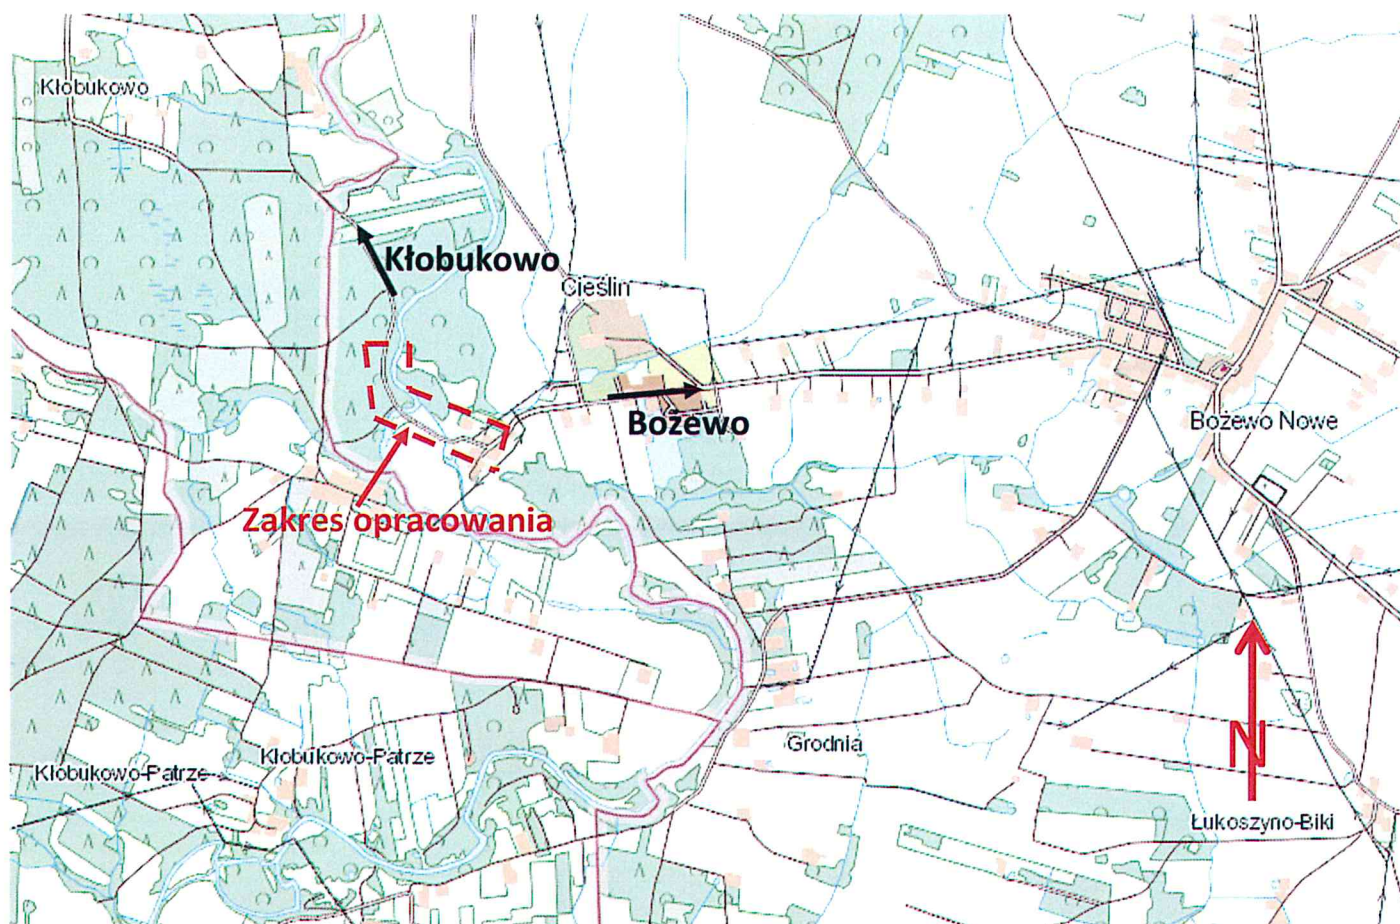 Kłobukowo
Kłobukowo
Cieślin
Bożewo
Bożewo Nowe
Zakres opracowania
Grodnia
N
Kłobukowo-Patrze
Kłobukowo-Patrze
Łukoszyno-Biki